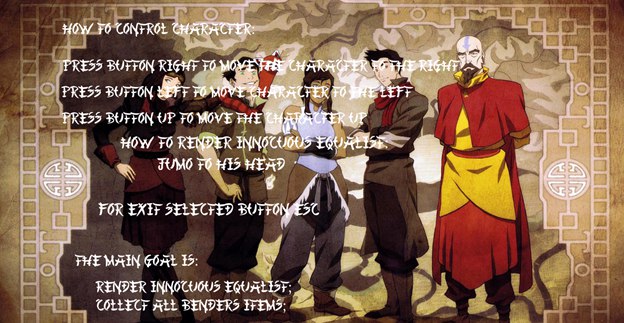 HOW TO CONTROL CHARACTER:
PRESS BUTTON RIGHT TO MOVE THE CHARACTER TO THE RIGHT
PRESS BUTTON LEFT TO MOVE CHARACTER TO THE LEFT
PRESS BUTTON UP TO MOVE THE CHARACTER UP
HOW TO RENDER INNOCUOUS EQUALIST:
JUMO TO HIS HEAD
FOR EXIT SELECTED BUTTON ESC
THE MAIN GOAL IS:
RENDER INNOCUOUS EQUALIST;
COLLECT ALL BENDERS ITEMS;